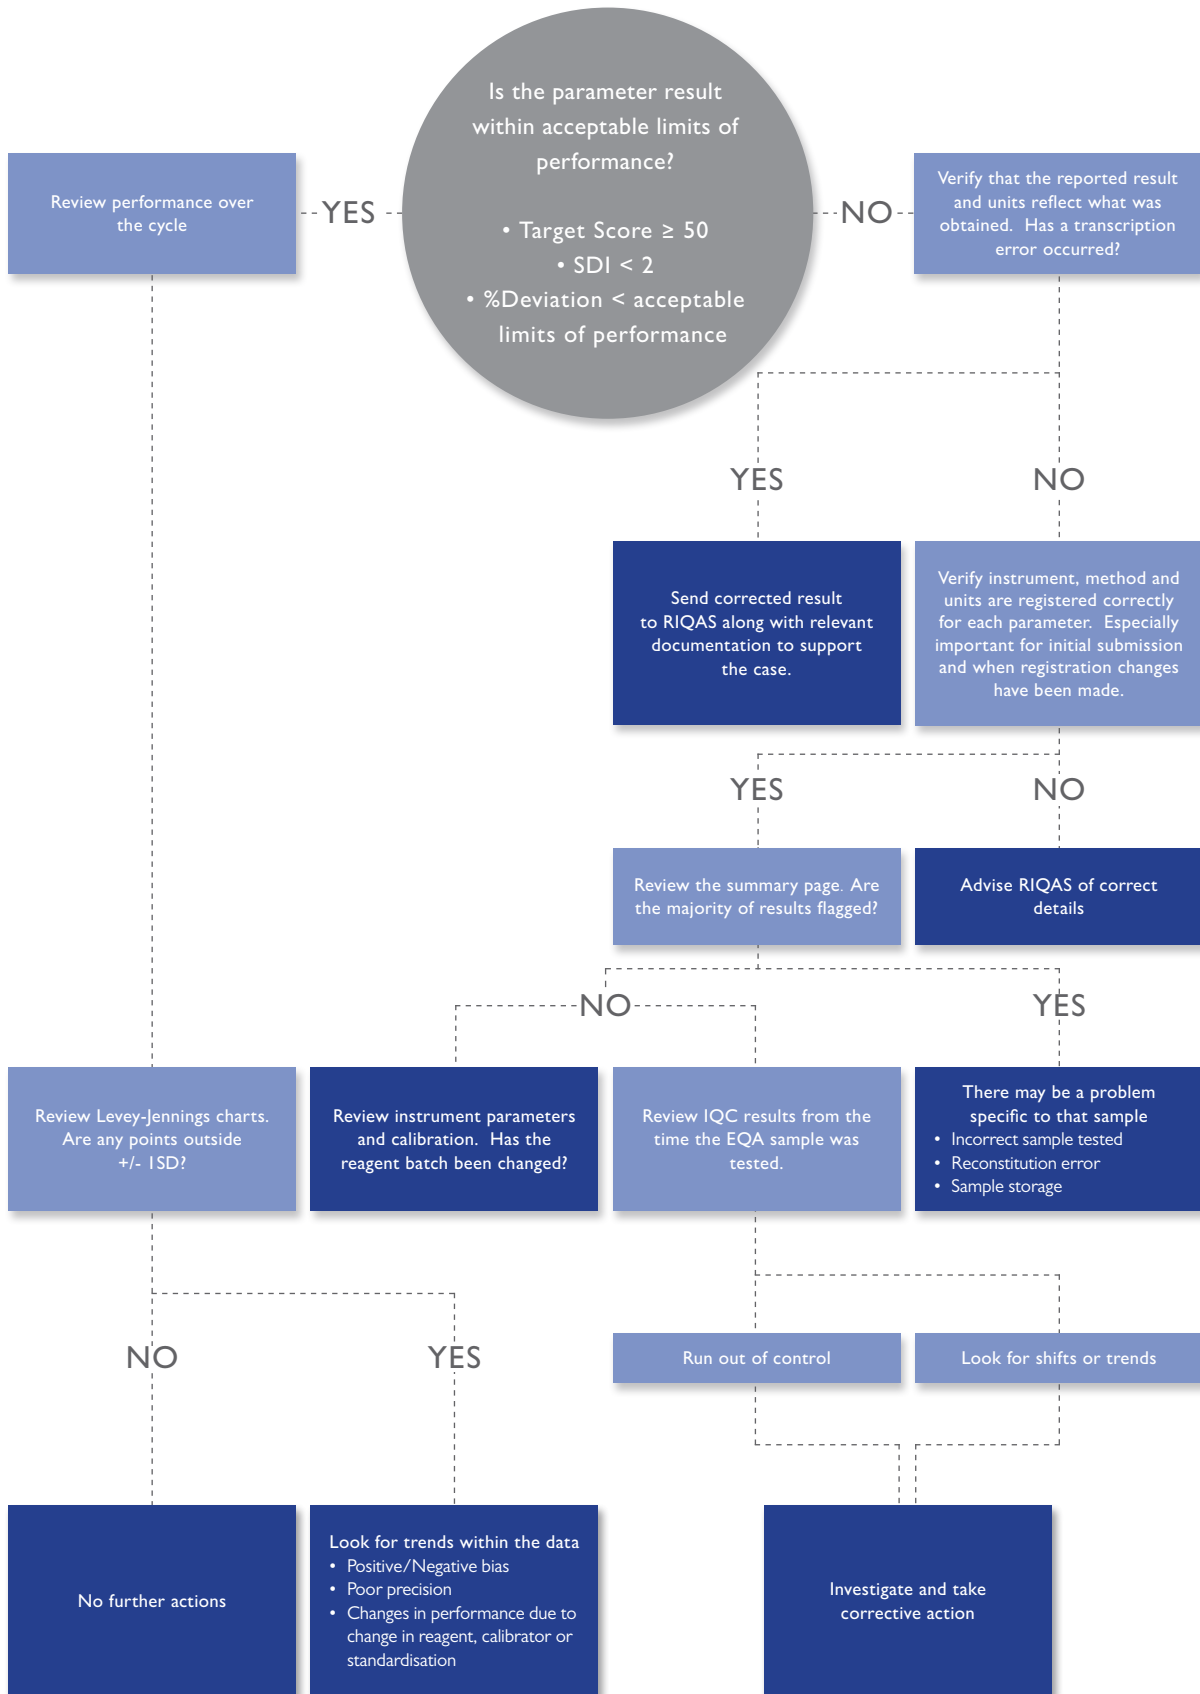 Is the parameter result
within acceptable limits of
performance?
• Target Score ≥ 50
• SDI < 2
• %Deviation < acceptable
limits of performance
YES
NO
Review performance over
the cycle
Verify that the reported result
and units reflect what was
obtained. Has a transcription
error occurred?
YES
NO
Send corrected result
to RIQAS along with relevant
documentation to support
the case.
Verify instrument, method and
units are registered correctly
for each parameter. Especially
important for initial submission
and when registration changes
have been made.
YES
NO
Review the summary page. Are
the majority of results flagged?
Advise RIQAS of correct
details
NO
YES
Review Levey-Jennings charts.
Are any points outside
+/- 1SD?
Review instrument parameters
and calibration. Has the
reagent batch been changed?
Review IQC results from the
time the EQA sample was
tested.
There may be a problem
specific to that sample
• Incorrect sample tested
• Reconstitution error
• Sample storage
NO
YES
Run out of control
Look for shifts or trends
No further actions
Look for trends within the data
• Positive/Negative bias
• Poor precision
• Changes in performance due to
change in reagent, calibrator or
standardisation
Investigate and take
corrective action